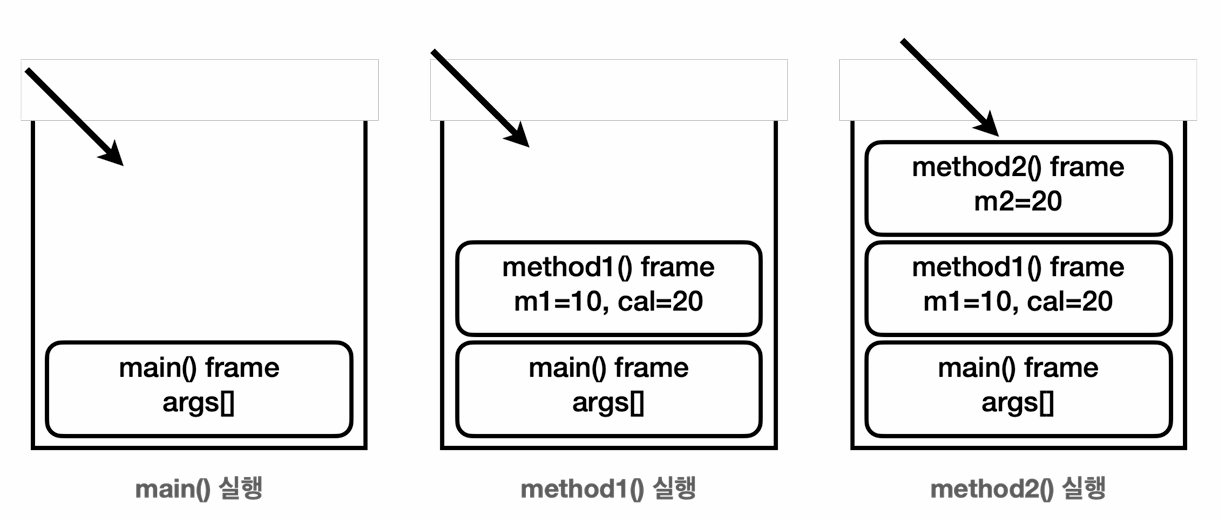 main() frame
args[]
main() 실행
method1() frame
m1=10, cal=20
main() frame
args[]
method1() 실행
method2() frame
m2=20
method1() frame
m1=10, cal=20
main() frame
args[]
method2() 실행